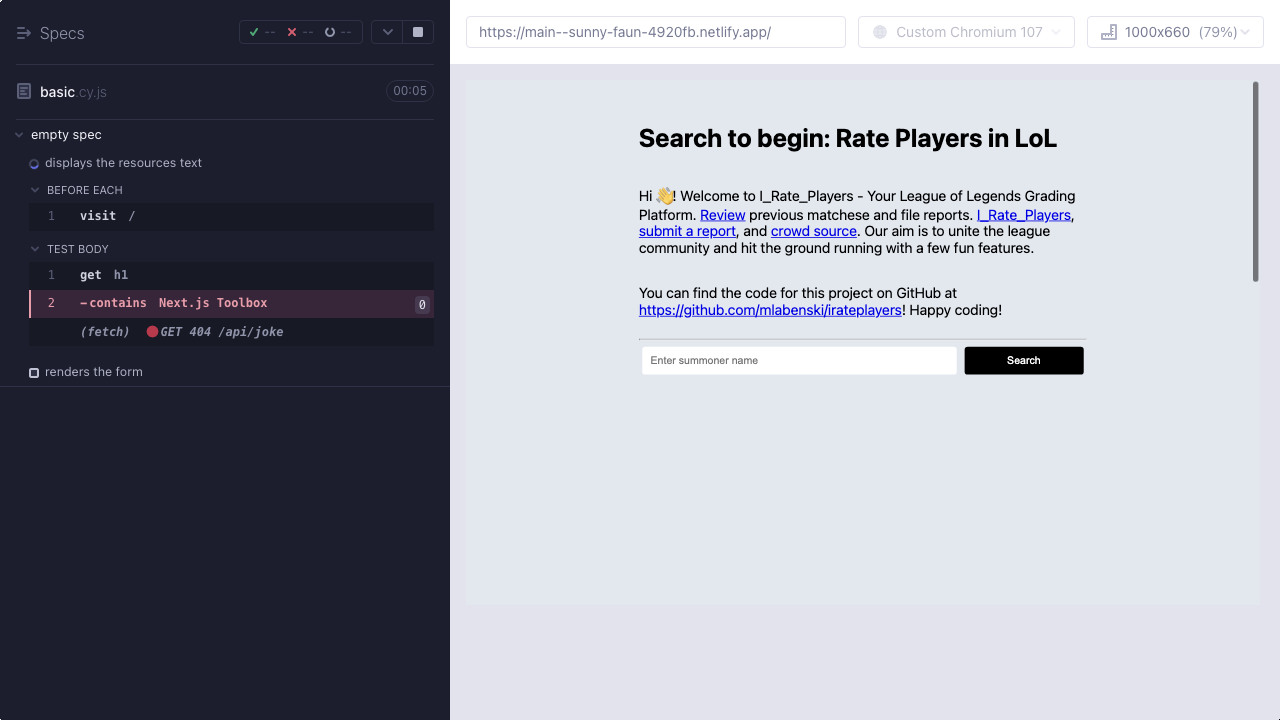 Specs
-- -- --
basic.cy.js 00:05
empty spec
displays the resources text
BEFORE EACH
1 visit /
TEST BODY
1 get h1
2 -contains Next.js Toolbox 0
(fetch) GET 404 /api/joke
renders the form
https://main--sunny-faun-4920fb.netlify.app/
Custom Chromium 107
1000x660 (79%)
Search to begin: Rate Players in LoL
Hi 👋! Welcome to I_Rate_Players - Your League of Legends Grading
Platform. Review previous matchese and file reports. I_Rate_Players,
submit a report, and crowd source. Our aim is to unite the league
community and hit the ground running with a few fun features.
You can find the code for this project on GitHub at
https://github.com/mlabenski/irateplayers! Happy coding!
Enter summoner name
Search